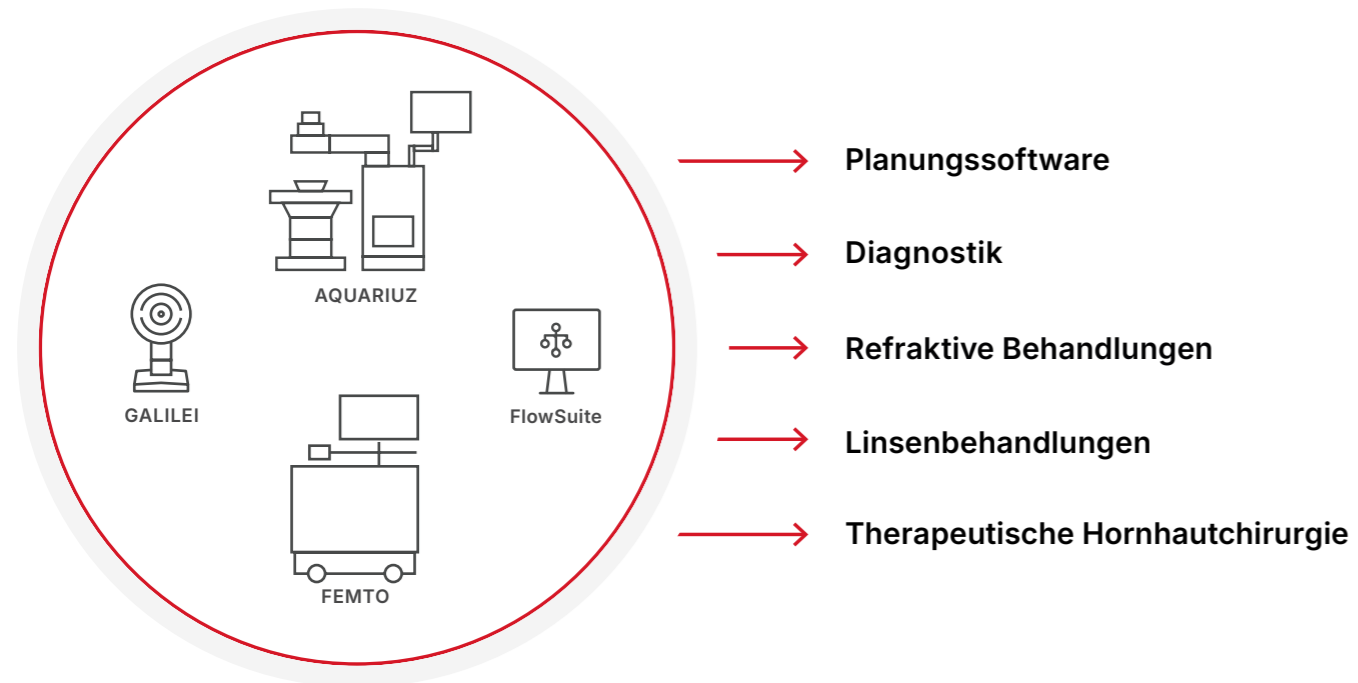 AQUARIUZ
GALILEI
FlowSuite
FEMTO
Planungssoftware
Diagnostik
Refraktive Behandlungen
Linsenbehandlungen
Therapeutische Hornhautchirurgie